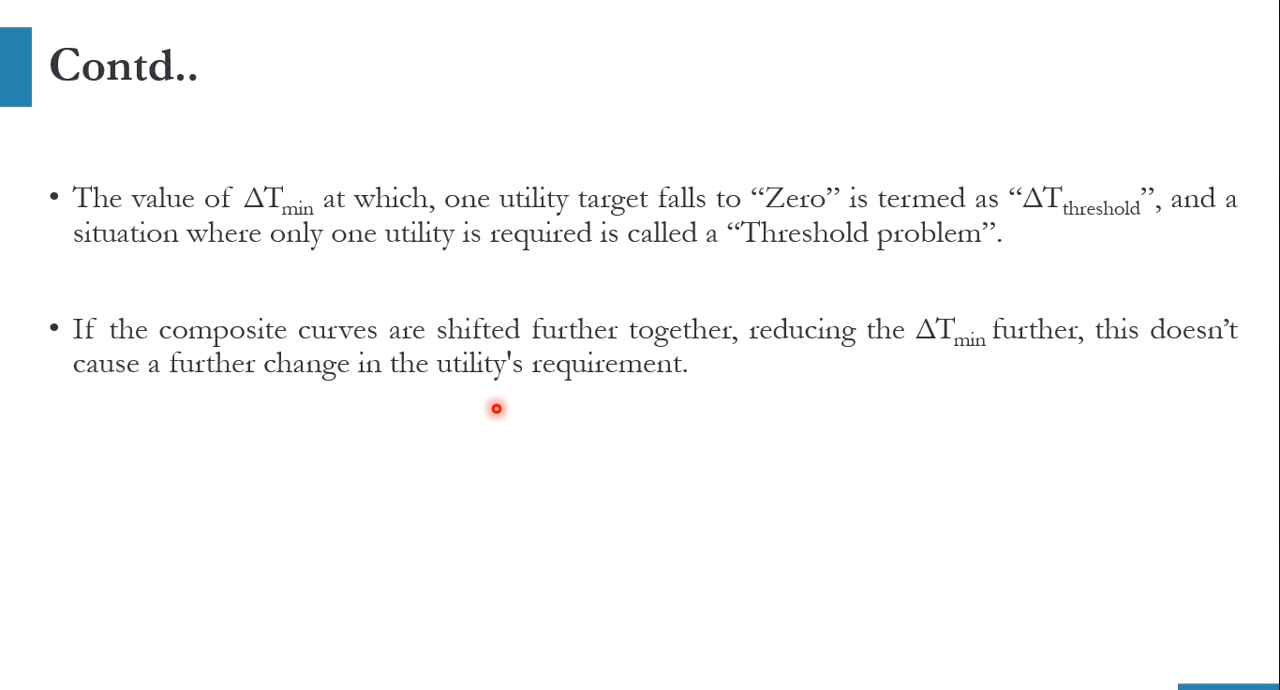 Contd..
• The value of ΔTmin at which, one utility target falls to “Zero” is termed as “ΔTthreshold”, and a
situation where only one utility is required is called a “Threshold problem”.
• If the composite curves are shifted further together, reducing the ΔTmin further, this doesn’t
cause a further change in the utility's requirement.